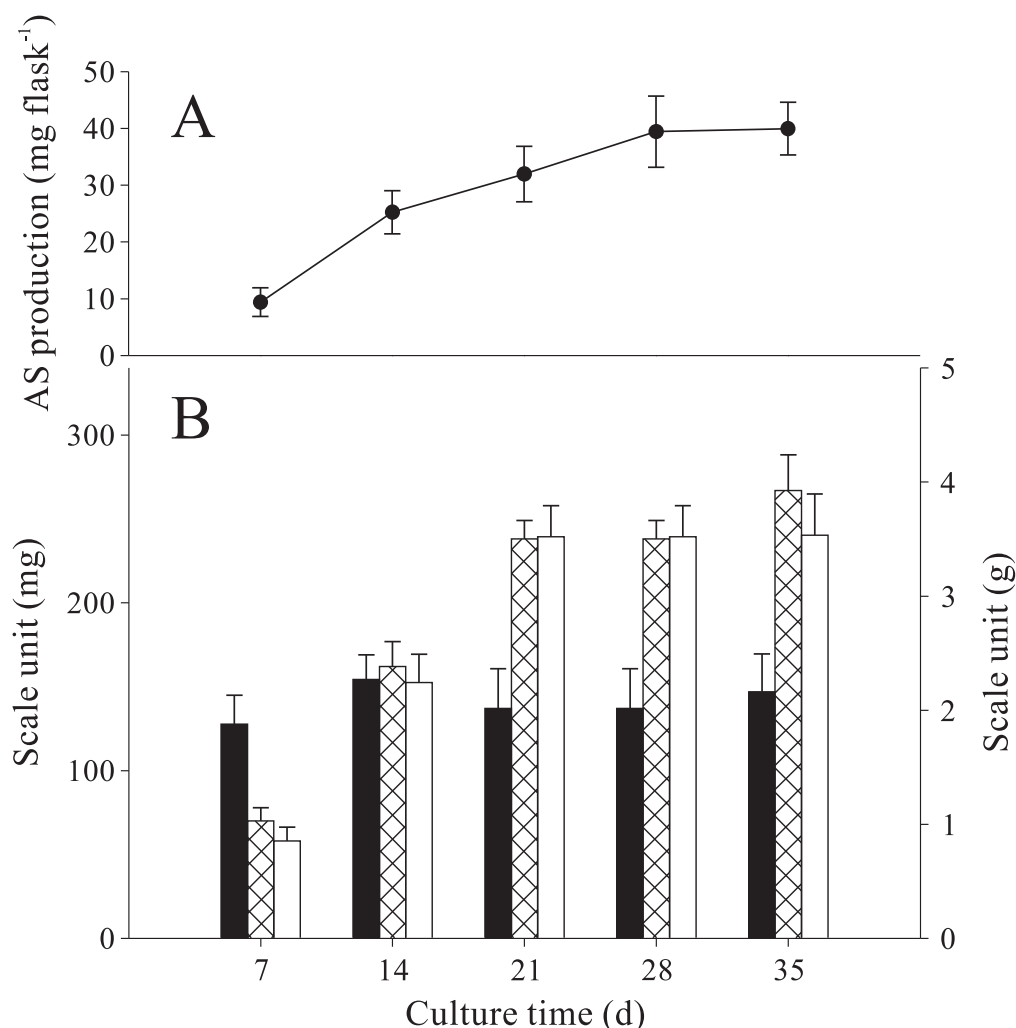 AS production (mg flask⁻¹)
50
40
30
20
10
0
A
B
300
200
100
0
Scale unit (mg)
5
4
3
2
1
0
Scale unit (g)
7 14 21 28 35
Culture time (d)